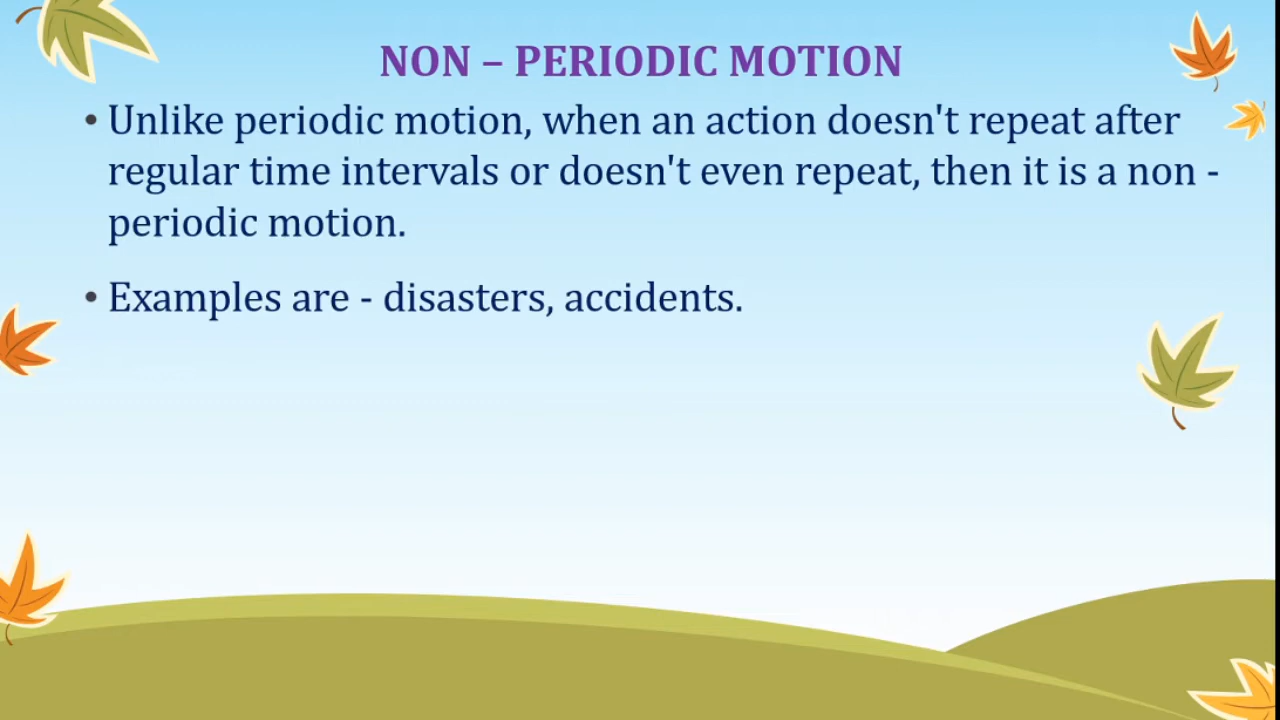 NON – PERIODIC MOTION
• Unlike periodic motion, when an action doesn't repeat after
regular time intervals or doesn't even repeat, then it is a non -
periodic motion.
• Examples are - disasters, accidents.